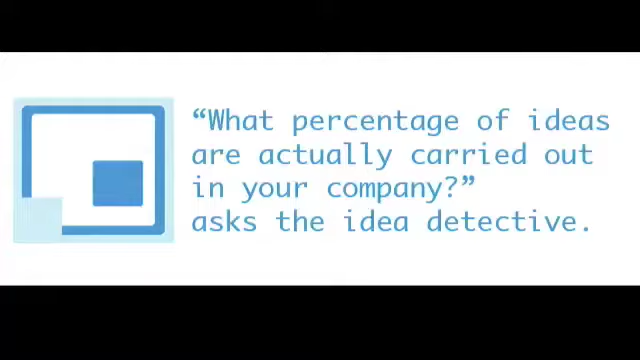 “What percentage of ideas
are actually carried out
in your company?”
asks the idea detective.